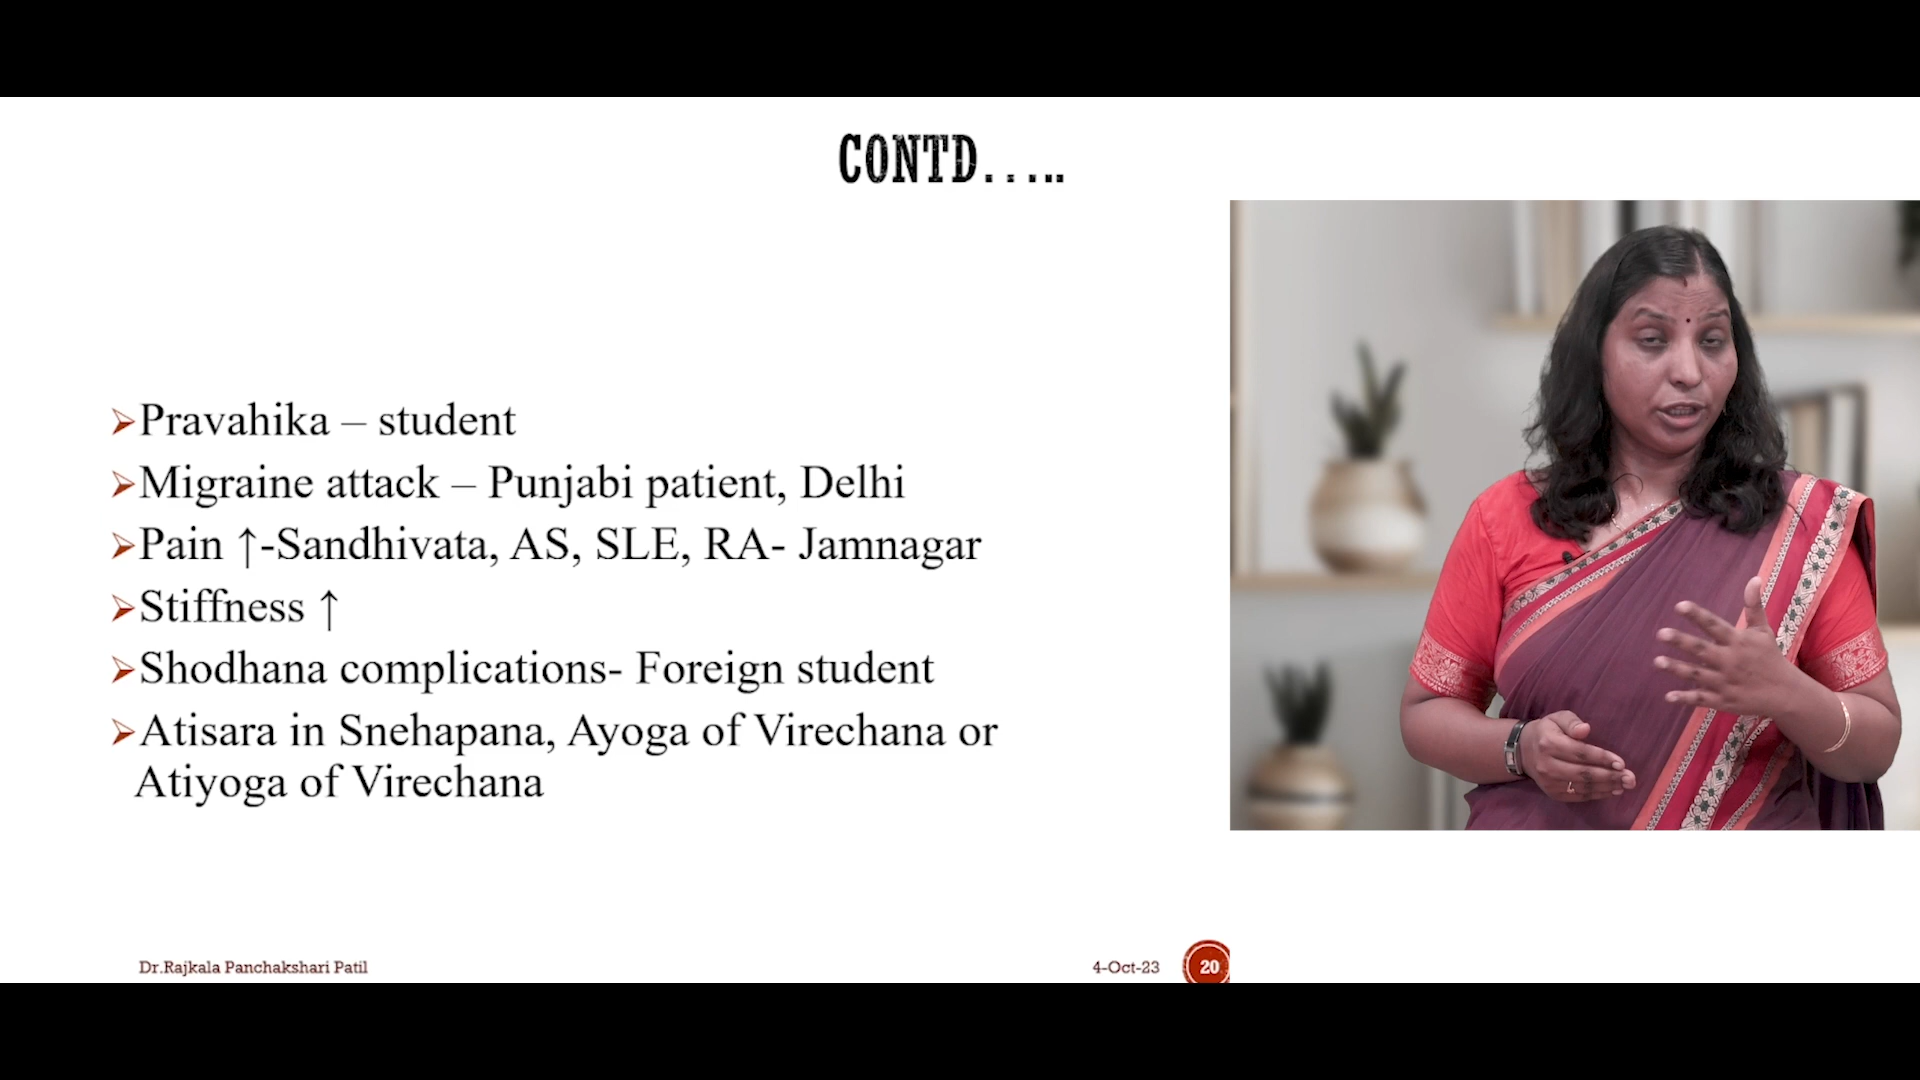 CONTD.....
➢Pravahika – student
➢Migraine attack – Punjabi patient, Delhi
➢Pain ↑-Sandhivata, AS, SLE, RA- Jamnagar
➢Stiffness ↑
➢Shodhana complications- Foreign student
➢Atisara in Snehapana, Ayoga of Virechana or
Atiyoga of Virechana
Dr.Rajkala Panchakshari Patil
4-Oct-23
20